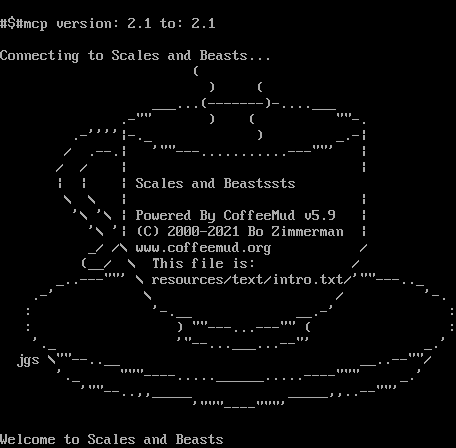 #$#mcp version: 2.1 to: 2.1
Connecting to Scales and Beasts...
Scales and Beastssts
Powered By CoffeeMud v5.9
(C) 2000-2021 Bo Zimmerman
www.coffeemud.org
This file is:
resources/text/intro.txt
jgs
Welcome to Scales and Beasts